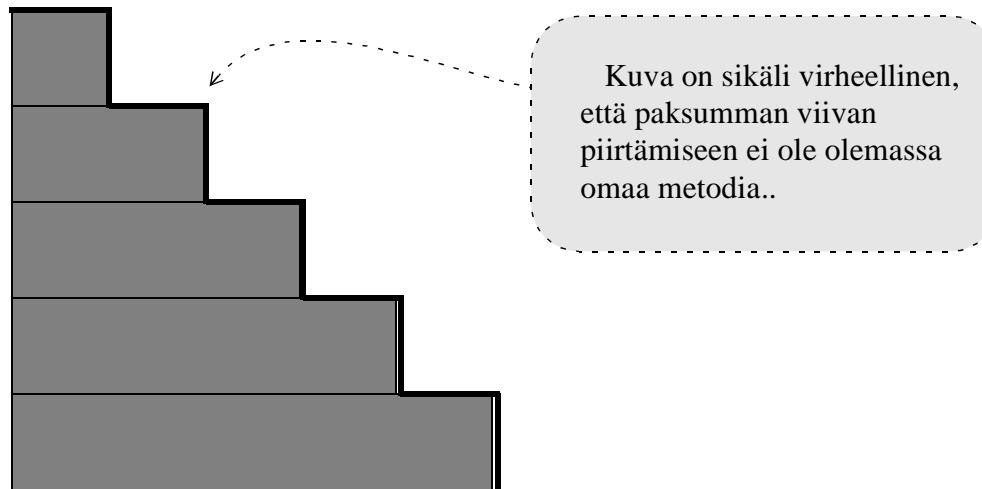 Kuva on sikäli virheellinen,
että paksumman viivan
piirtämiseen ei ole olemassa
omaa metodia..